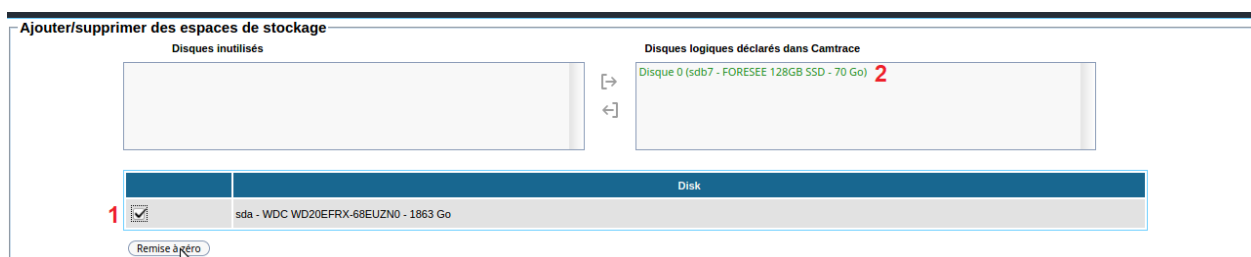 Ajouter/supprimer des espaces de stockage
Disques inutilisés
Disques logiques déclarés dans Camtrace
Disque 0 (sdb7 - FORESEE 128GB SSD - 70 Go) 2
Disk
1 sda - WDC WD20EFRX-68EUZN0 - 1863 Go
Remise à zéro